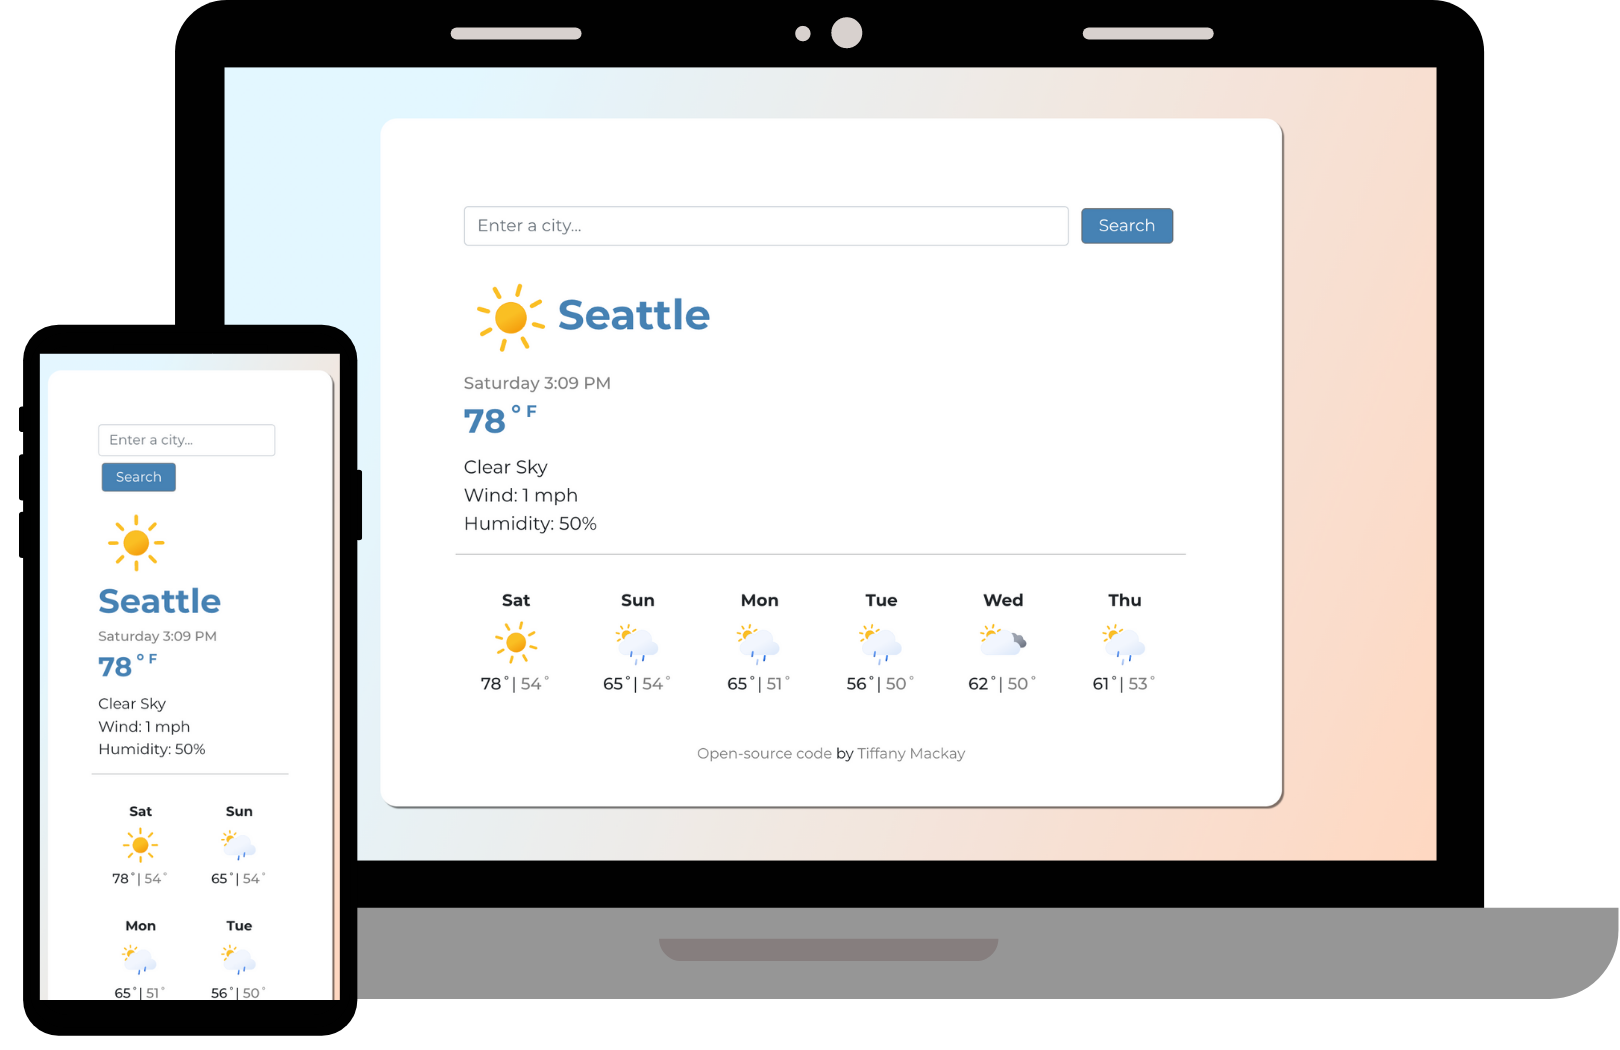 Enter a city...
Search
Seattle
Saturday 3:09 PM
78 ° F
Clear Sky
Wind: 1 mph
Humidity: 50%
Sat Sun Mon Tue Wed Thu
78°| 54° 65°| 54° 65°| 51° 56°| 50° 62°| 50° 61°| 53°
Open-source code by Tiffany Mackay
Enter a city...
Search
Seattle
Saturday 3:09 PM
78 ° F
Clear Sky
Wind: 1 mph
Humidity: 50%
Sat Sun
78°| 54° 65°| 54°
Mon Tue
65°| 51° 56°| 50°